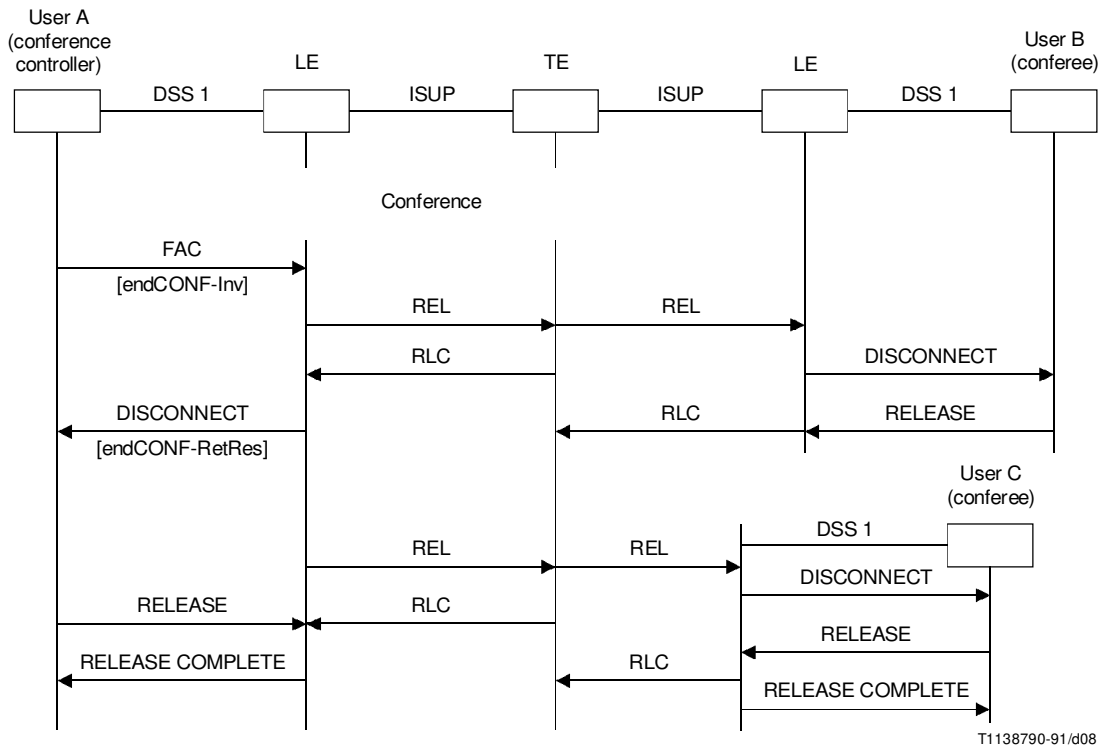 User A
(conference
controller)
LE
TE
LE
User B
(conferee)
DSS 1
ISUP
ISUP
DSS 1
Conference
FAC
[endCONF-Inv]
REL
REL
RLC
DISCONNECT
DISCONNECT
RLC
RELEASE
[endCONF-RetRes]
User C
(conferee)
DSS 1
REL
REL
DISCONNECT
RELEASE
RLC
RELEASE
RELEASE COMPLETE
RLC
RELEASE COMPLETE
T1138790-91/d08